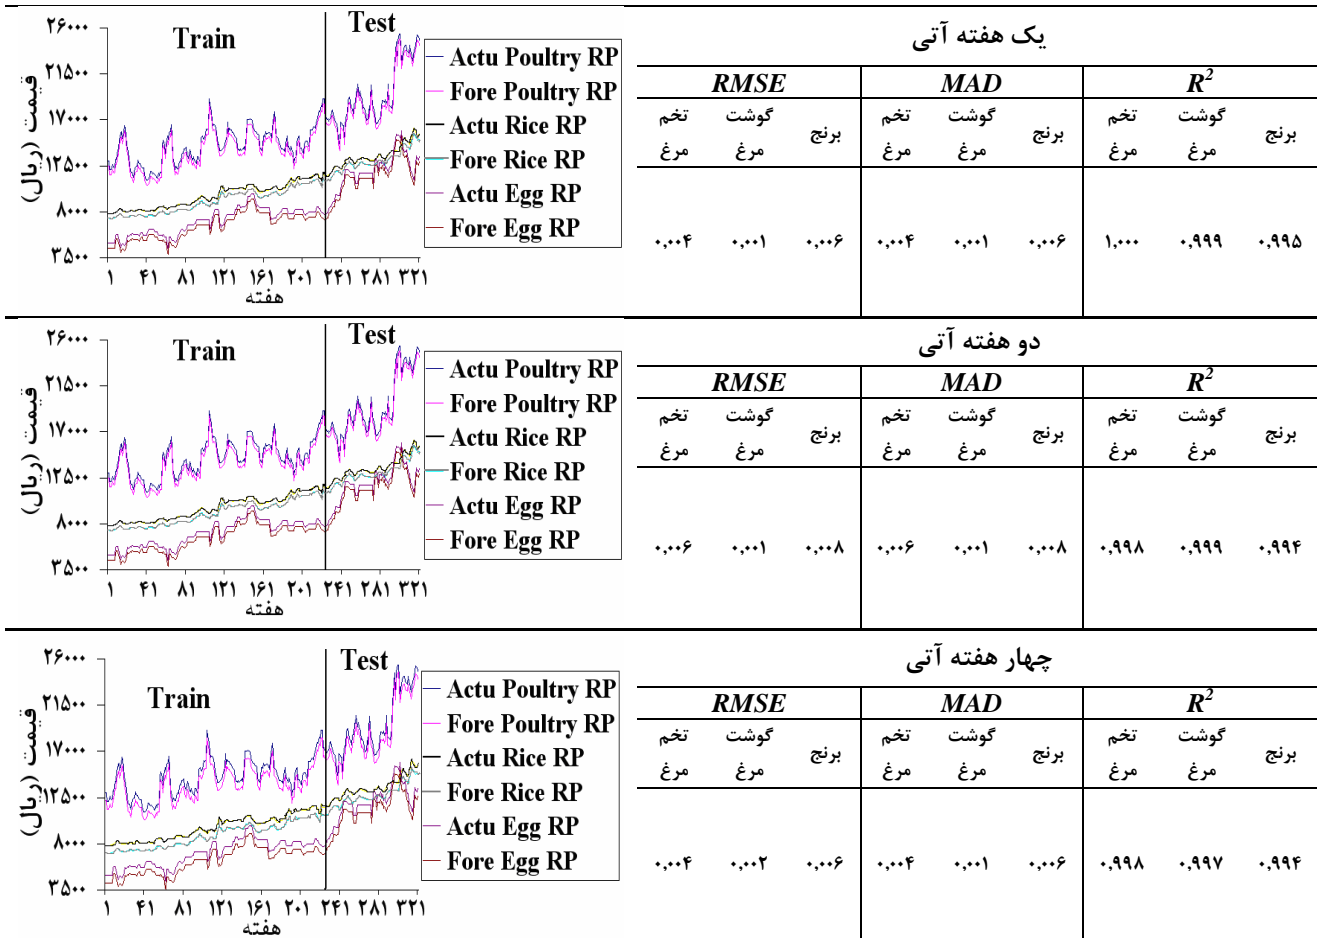 ۲۶۰۰۰
۲۱۵۰۰
۱۷۰۰۰
۱۲۵۰۰
۸۰۰۰
۳۵۰۰
قیمت (ریال)
Train
Test
۱ ۴۱ ۸۱ ۱۲۱ ۱۶۱ ۲۰۱ ۲۴۱ ۲۸۱ ۳۲۱
هفته
Actu Poultry RP
Fore Poultry RP
Actu Rice RP
Fore Rice RP
Actu Egg RP
Fore Egg RP
یک هفته آتی
RMSE MAD R²
تخم مرغ گوشت مرغ برنج تخم مرغ گوشت مرغ برنج تخم مرغ گوشت مرغ برنج
۰,۰۰۴ ۰,۰۰۱ ۰,۰۰۶ ۰,۰۰۴ ۰,۰۰۱ ۰,۰۰۶ ۱,۰۰۰ ۰,۹۹۹ ۰,۹۹۵
۲۶۰۰۰
۲۱۵۰۰
۱۷۰۰۰
۱۲۵۰۰
۸۰۰۰
۳۵۰۰
قیمت (ریال)
Train
Test
۱ ۴۱ ۸۱ ۱۲۱ ۱۶۱ ۲۰۱ ۲۴۱ ۲۸۱ ۳۲۱
هفته
Actu Poultry RP
Fore Poultry RP
Actu Rice RP
Fore Rice RP
Actu Egg RP
Fore Egg RP
دو هفته آتی
RMSE MAD R²
تخم مرغ گوشت مرغ برنج تخم مرغ گوشت مرغ برنج تخم مرغ گوشت مرغ برنج
۰,۰۰۶ ۰,۰۰۱ ۰,۰۰۸ ۰,۰۰۶ ۰,۰۰۱ ۰,۰۰۸ ۰,۹۹۸ ۰,۹۹۹ ۰,۹۹۴
۲۶۰۰۰
۲۱۵۰۰
۱۷۰۰۰
۱۲۵۰۰
۸۰۰۰
۳۵۰۰
قیمت (ریال)
Train
Test
۱ ۴۱ ۸۱ ۱۲۱ ۱۶۱ ۲۰۱ ۲۴۱ ۲۸۱ ۳۲۱
هفته
Actu Poultry RP
Fore Poultry RP
Actu Rice RP
Fore Rice RP
Actu Egg RP
Fore Egg RP
چهار هفته آتی
RMSE MAD R²
تخم مرغ گوشت مرغ برنج تخم مرغ گوشت مرغ برنج تخم مرغ گوشت مرغ برنج
۰,۰۰۴ ۰,۰۰۲ ۰,۰۰۶ ۰,۰۰۴ ۰,۰۰۱ ۰,۰۰۶ ۰,۹۹۸ ۰,۹۹۷ ۰,۹۹۴